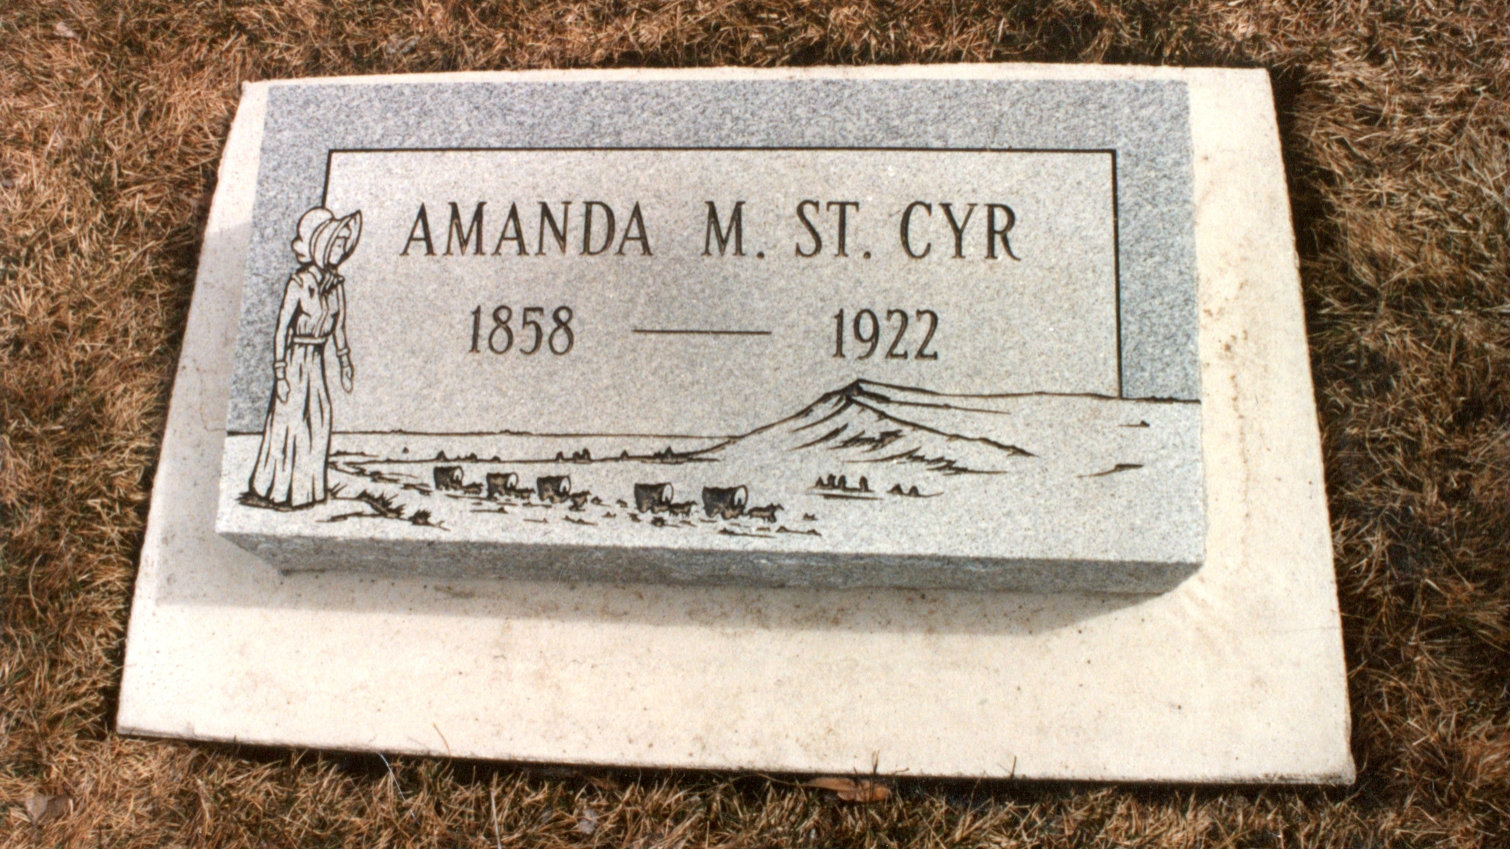 AMANDA M. ST. CYR
1858 — 1922